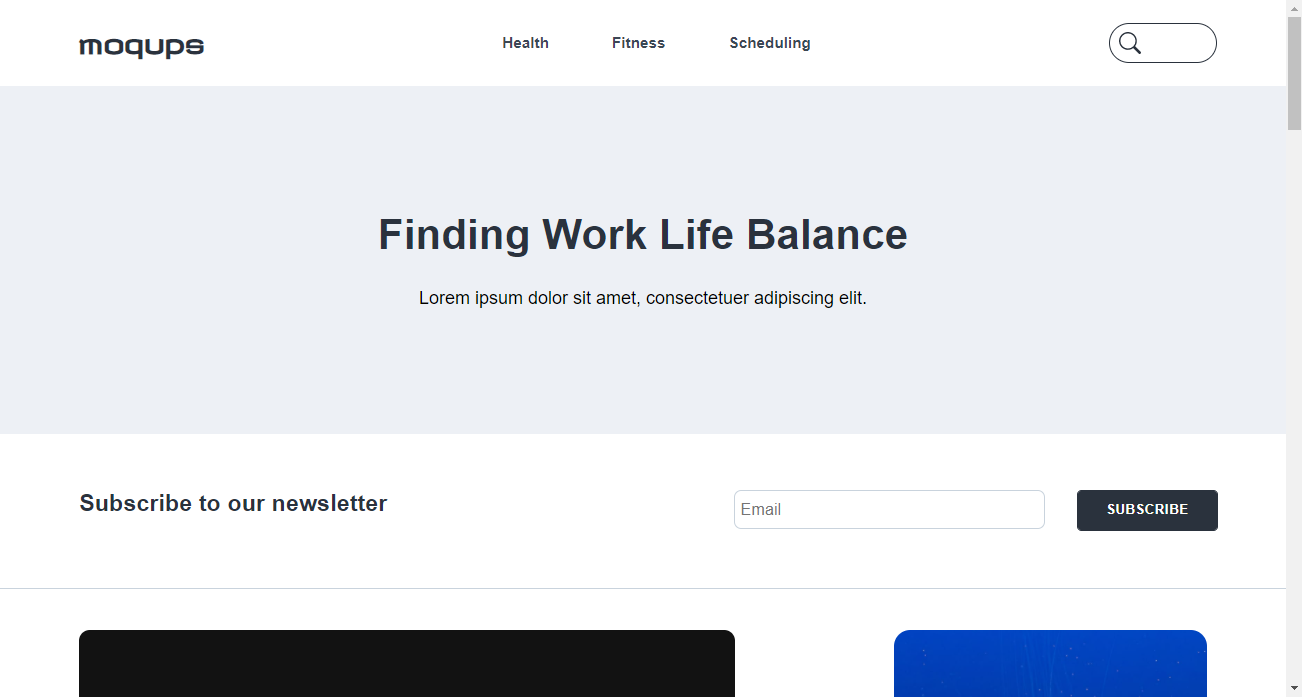 moqups
Health
Fitness
Scheduling
Finding Work Life Balance
Lorem ipsum dolor sit amet, consectetuer adipiscing elit.
Subscribe to our newsletter
Email
SUBSCRIBE